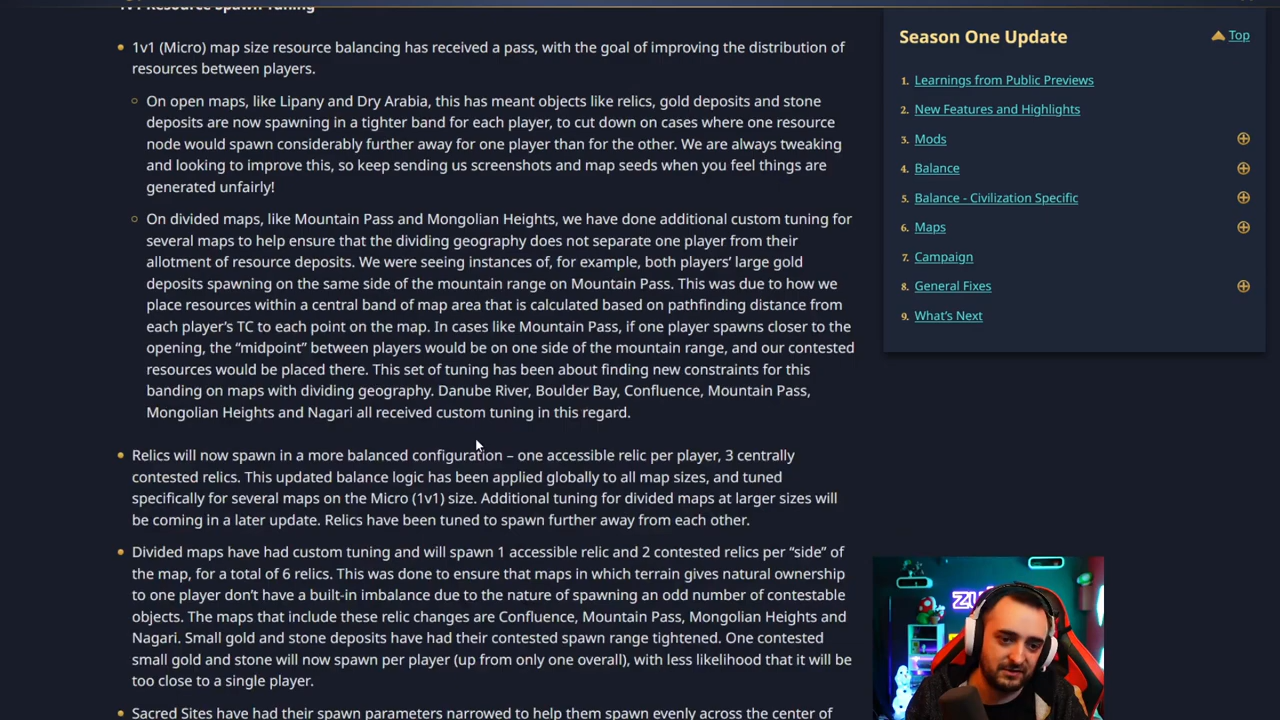 1v1 Resource Spawn Tuning
1v1 (Micro) map size resource balancing has received a pass, with the goal of improving the distribution of
resources between players.
On open maps, like Lipany and Dry Arabia, this has meant objects like relics, gold deposits and stone
deposits are now spawning in a tighter band for each player, to cut down on cases where one resource
node would spawn considerably further away for one player than for the other. We are always tweaking
and looking to improve this, so keep sending us screenshots and map seeds when you feel things are
generated unfairly!
On divided maps, like Mountain Pass and Mongolian Heights, we have done additional custom tuning for
several maps to help ensure that the dividing geography does not separate one player from their
allotment of resource deposits. We were seeing instances of, for example, both players’ large gold
deposits spawning on the same side of the mountain range on Mountain Pass. This was due to how we
place resources within a central band of map area that is calculated based on pathfinding distance from
each player’s TC to each point on the map. In cases like Mountain Pass, if one player spawns closer to the
opening, the “midpoint” between players would be on one side of the mountain range, and our contested
resources would be placed there. This set of tuning has been about finding new constraints for this
banding on maps with dividing geography. Danube River, Boulder Bay, Confluence, Mountain Pass,
Mongolian Heights and Nagari all received custom tuning in this regard.
Relics will now spawn in a more balanced configuration – one accessible relic per player, 3 centrally
contested relics. This updated balance logic has been applied globally to all map sizes, and tuned
specifically for several maps on the Micro (1v1) size. Additional tuning for divided maps at larger sizes will
be coming in a later update. Relics have been tuned to spawn further away from each other.
Divided maps have had custom tuning and will spawn 1 accessible relic and 2 contested relics per “side” of
the map, for a total of 6 relics. This was done to ensure that maps in which terrain gives natural ownership
to one player don’t have a built-in imbalance due to the nature of spawning an odd number of contestable
objects. The maps that include these relic changes are Confluence, Mountain Pass, Mongolian Heights and
Nagari. Small gold and stone deposits have had their contested spawn range tightened. One contested
small gold and stone will now spawn per player (up from only one overall), with less likelihood that it will be
too close to a single player.
Sacred Sites have had their spawn parameters narrowed to help them spawn evenly across the center of
Season One Update
Top
1. Learnings from Public Previews
2. New Features and Highlights
3. Mods
4. Balance
5. Balance - Civilization Specific
6. Maps
7. Campaign
8. General Fixes
9. What’s Next